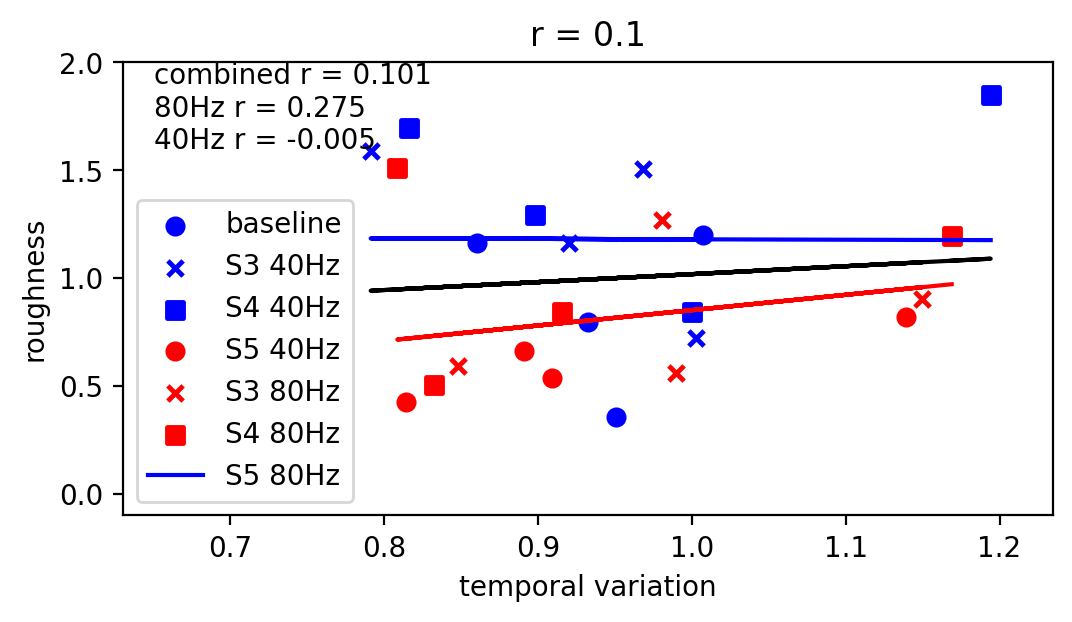 r = 0.1
combined r = 0.101
80Hz r = 0.275
40Hz r = -0.005
baseline
S3 40Hz
S4 40Hz
S5 40Hz
S3 80Hz
S4 80Hz
S5 80Hz
roughness
2.0
1.5
1.0
0.5
0.0
0.7 0.8 0.9 1.0 1.1 1.2
temporal variation